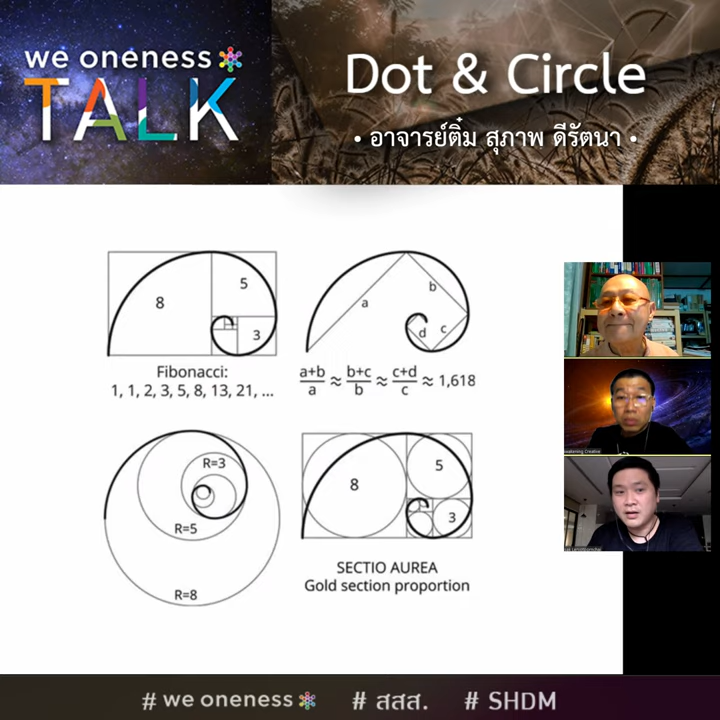 we oneness
TALK
Dot & Circle
• อาจารย์ติ๋ม สุภาพ ดีรัตนา •
8
5
3
Fibonacci:
1, 1, 2, 3, 5, 8, 13, 21, ...
a
b
c
d
a+b/a ≈ b+c/b ≈ c+d/c ≈ 1,618
R=3
R=5
R=8
8
5
3
SECTIO AUREA
Gold section proportion
Awakening Creative
# we oneness # สสส. # SHDM